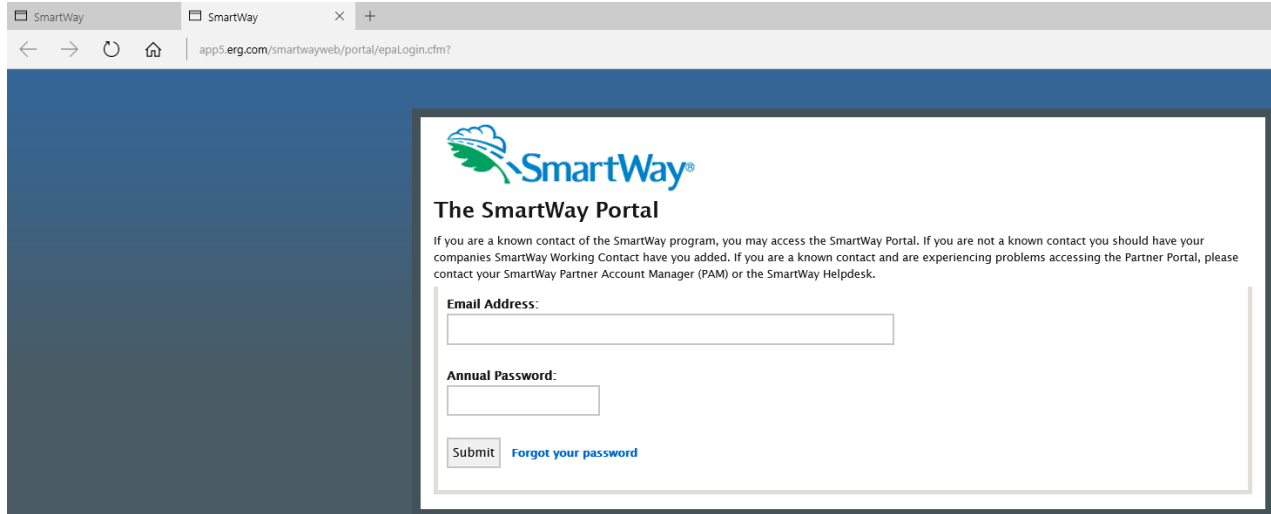 SmartWay
SmartWay
app5.erg.com/smartwayweb/portal/epaLogin.cfm?
SmartWay®
The SmartWay Portal
If you are a known contact of the SmartWay program, you may access the SmartWay Portal. If you are not a known contact you should have your
companies SmartWay Working Contact have you added. If you are a known contact and are experiencing problems accessing the Partner Portal, please
contact your SmartWay Partner Account Manager (PAM) or the SmartWay Helpdesk.
Email Address:
Annual Password:
Submit Forgot your password